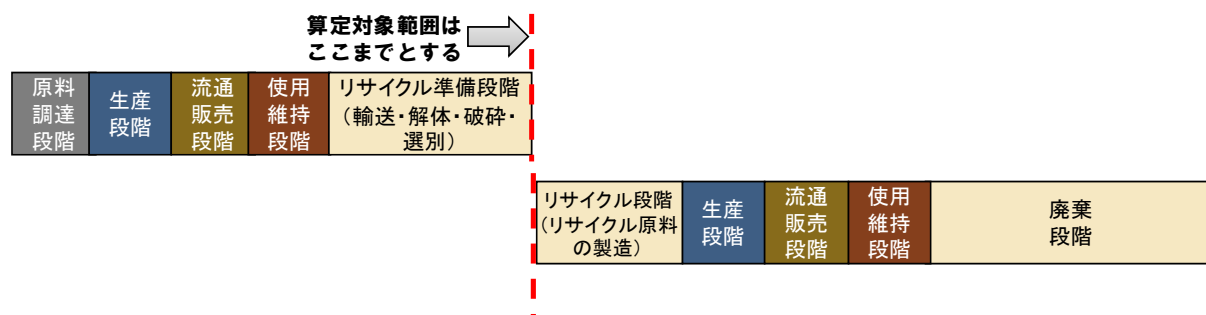 算定対象範囲は
ここまでとする
原料
調達
段階
生産
段階
流通
販売
段階
使用
維持
段階
リサイクル準備段階
（輸送・解体・破砕・
選別）
リサイクル段階
(リサイクル原料
の製造）
生産
段階
流通
販売
段階
使用
維持
段階
廃棄
段階